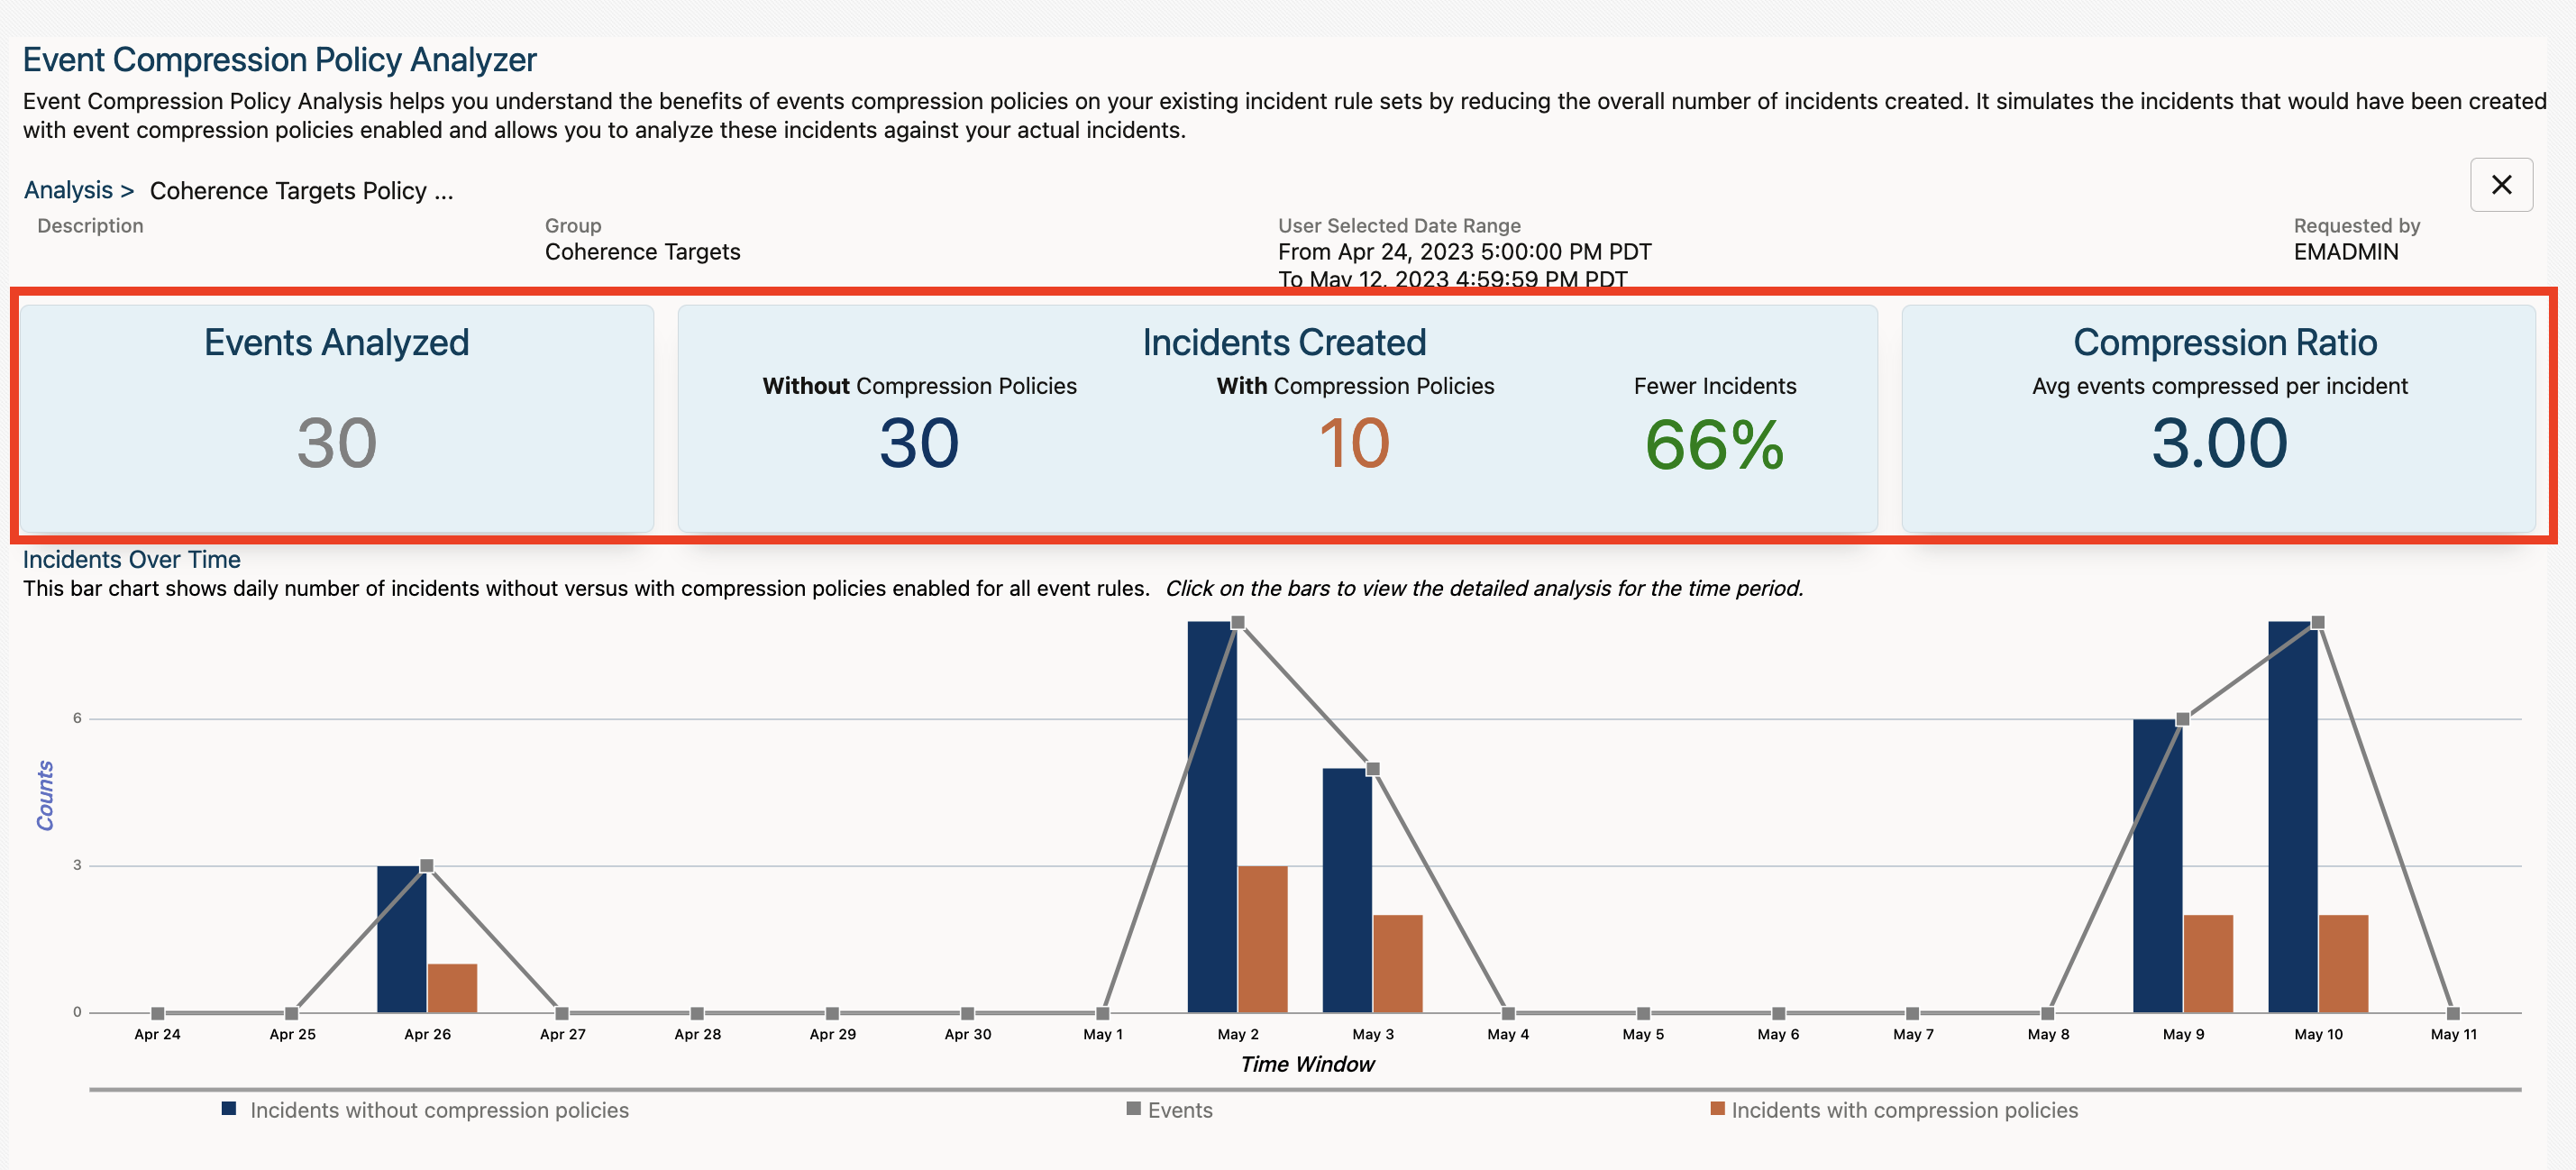 Event Compression Policy Analyzer
Event Compression Policy Analysis helps you understand the benefits of events compression policies on your existing incident rule sets by reducing the overall number of incidents created. It simulates the incidents that would have been created
with event compression policies enabled and allows you to analyze these incidents against your actual incidents.
Analysis > Coherence Targets Policy ...
Description Group User Selected Date Range Requested by
Coherence Targets From Apr 24, 2023 5:00:00 PM PDT EMADMIN
To May 12, 2023 4:59:59 PM PDT
Events Analyzed Incidents Created Compression Ratio
Without Compression Policies With Compression Policies Fewer Incidents Avg events compressed per incident
30 30 10 66% 3.00
Incidents Over Time
This bar chart shows daily number of incidents without versus with compression policies enabled for all event rules. Click on the bars to view the detailed analysis for the time period.
6
Counts
3
0
Apr 24 Apr 25 Apr 26 Apr 27 Apr 28 Apr 29 Apr 30 May 1 May 2 May 3 May 4 May 5 May 6 May 7 May 8 May 9 May 10 May 11
Time Window
Incidents without compression policies Events Incidents with compression policies